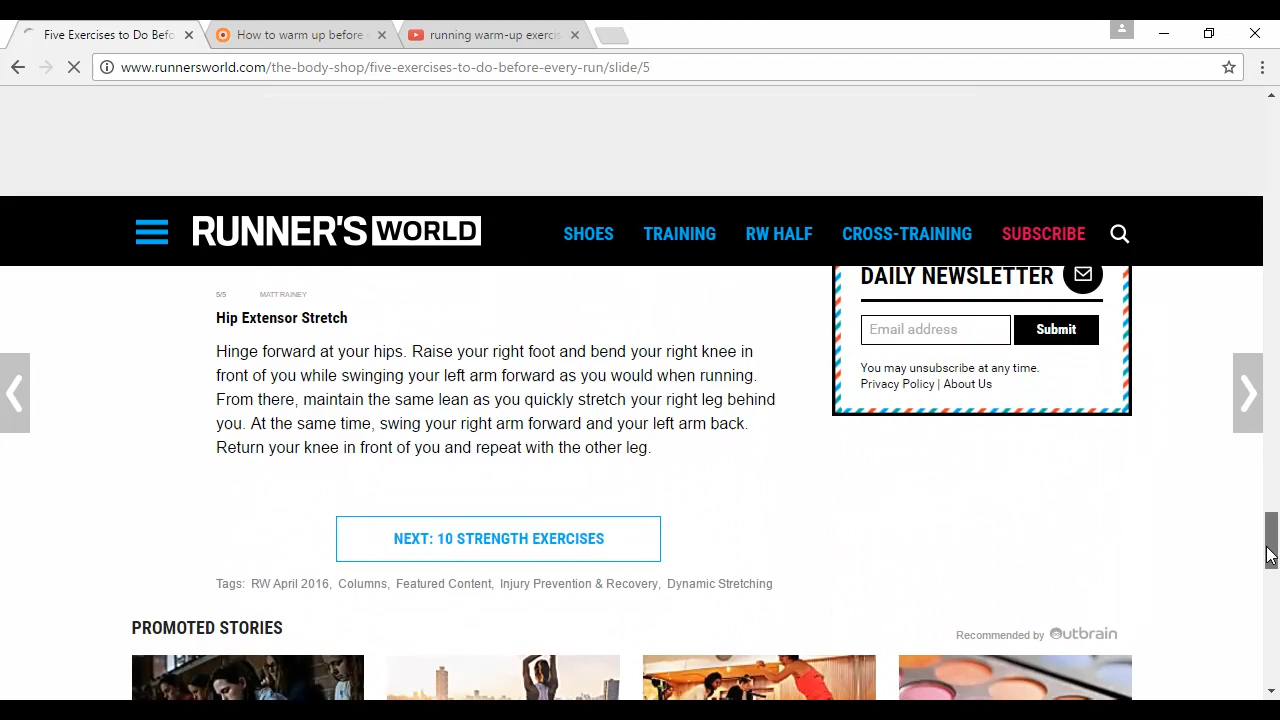 Five Exercises to Do Befo
How to warm up before
running warm-up exercis
www.runnersworld.com/the-body-shop/five-exercises-to-do-before-every-run/slide/5
RUNNER'S WORLD
SHOES
TRAINING
RW HALF
CROSS-TRAINING
SUBSCRIBE
5/5
MATT RAINEY
Hip Extensor Stretch
Hinge forward at your hips. Raise your right foot and bend your right knee in
front of you while swinging your left arm forward as you would when running.
From there, maintain the same lean as you quickly stretch your right leg behind
you. At the same time, swing your right arm forward and your left arm back.
Return your knee in front of you and repeat with the other leg.
NEXT: 10 STRENGTH EXERCISES
Tags: RW April 2016, Columns, Featured Content, Injury Prevention & Recovery, Dynamic Stretching
DAILY NEWSLETTER
Email address
Submit
You may unsubscribe at any time.
Privacy Policy | About Us
PROMOTED STORIES
Recommended by Outbrain